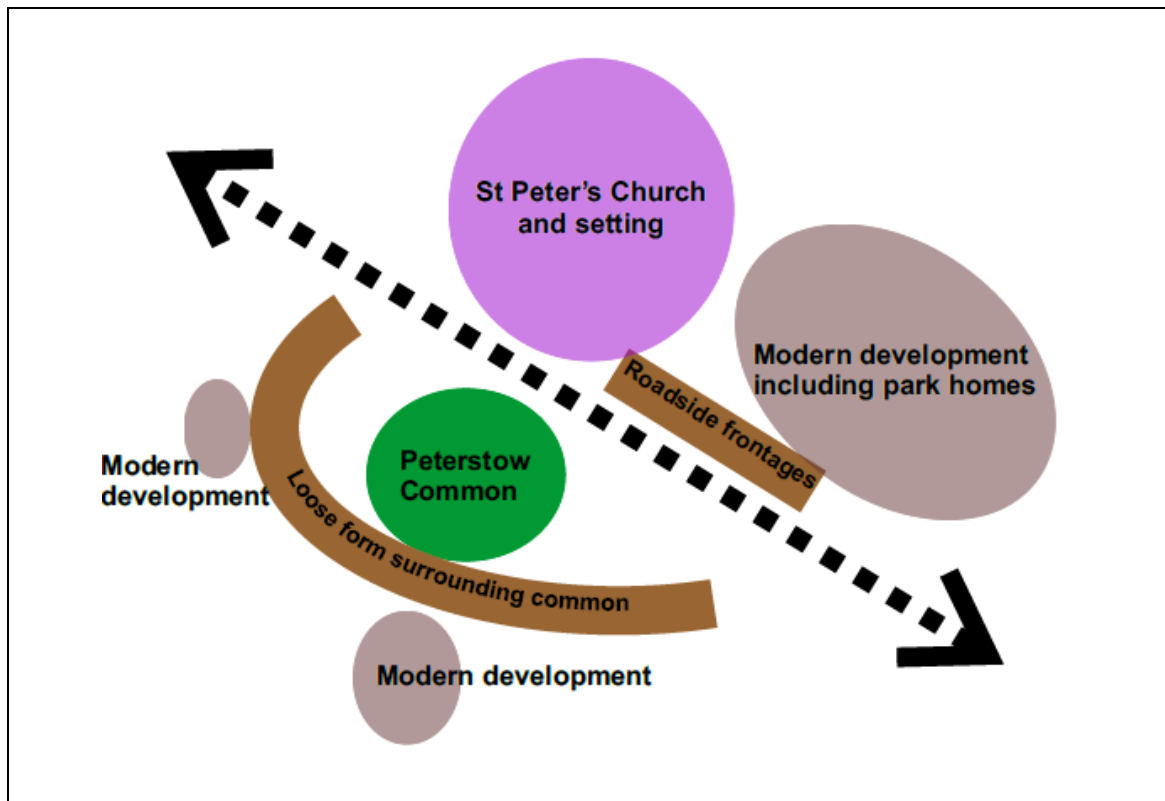 St Peter’s Church
and setting
Modern development
including park homes
Roadside frontages
Peterstow
Common
Modern
development
Loose form surrounding common
Modern development